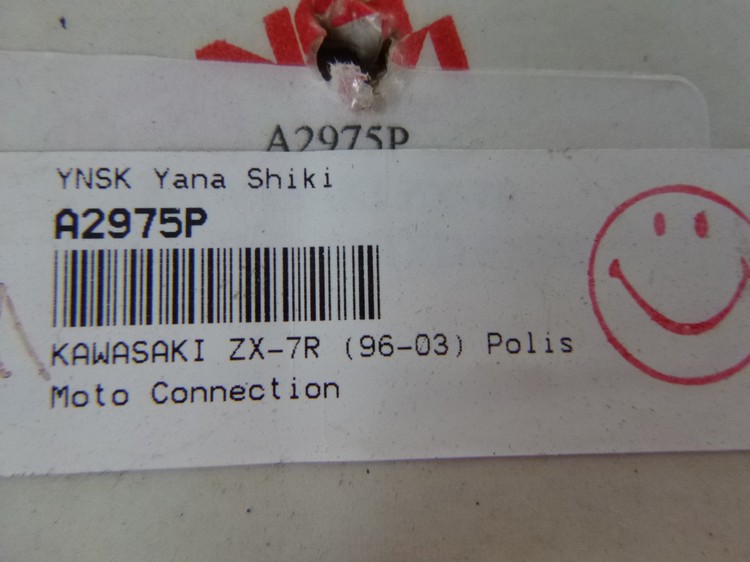 A2975P
YNSK Yana Shiki
A2975P
KAWASAKI ZX-7R (96-03) Polis
Moto Connection